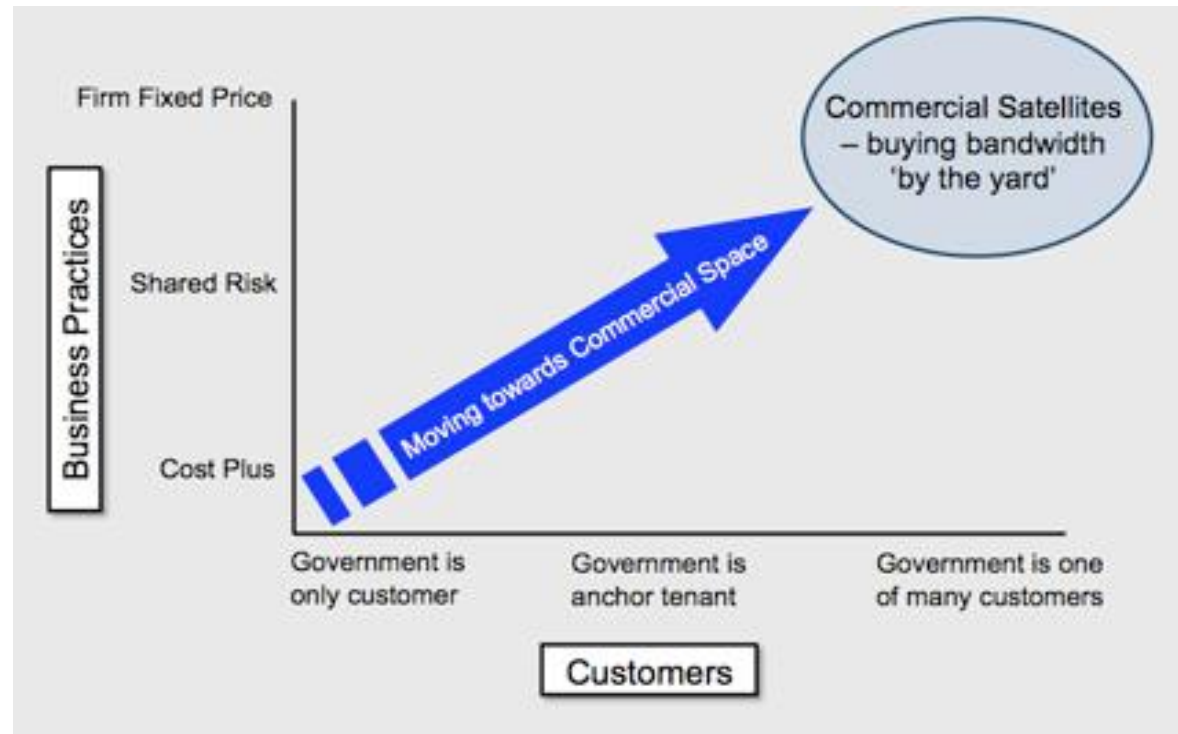 Firm Fixed Price
Commercial Satellites
– buying bandwidth
'by the yard'
Business Practices
Shared Risk
Moving towards Commercial Space
Cost Plus
Government is
only customer
Government is
anchor tenant
Government is one
of many customers
Customers